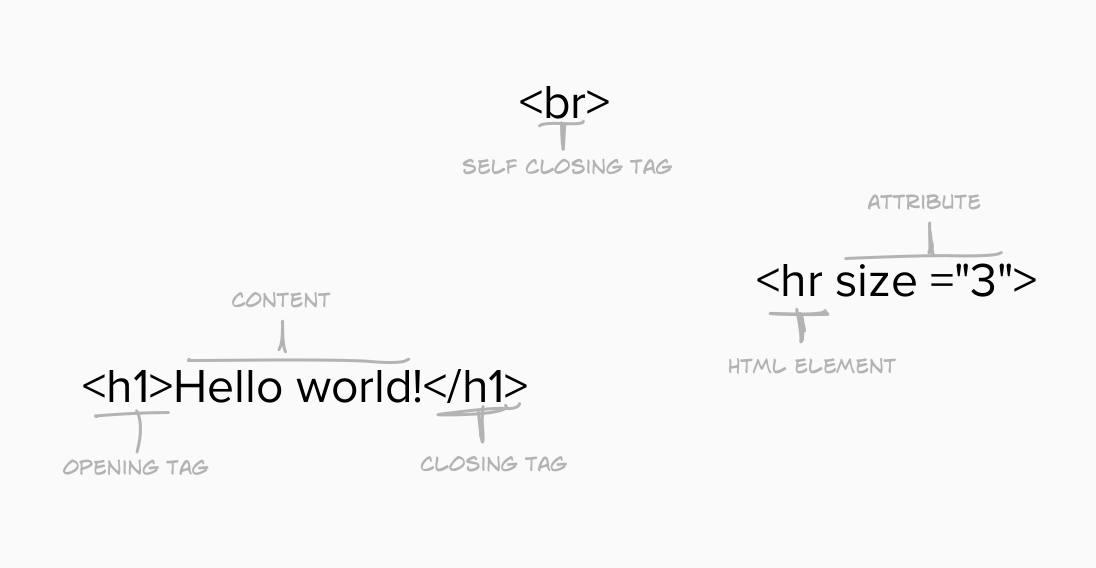 <br>
SELF CLOSING TAG
ATTRIBUTE
<hr size ="3">
HTML ELEMENT
CONTENT
<h1>Hello world!</h1>
OPENING TAG
CLOSING TAG